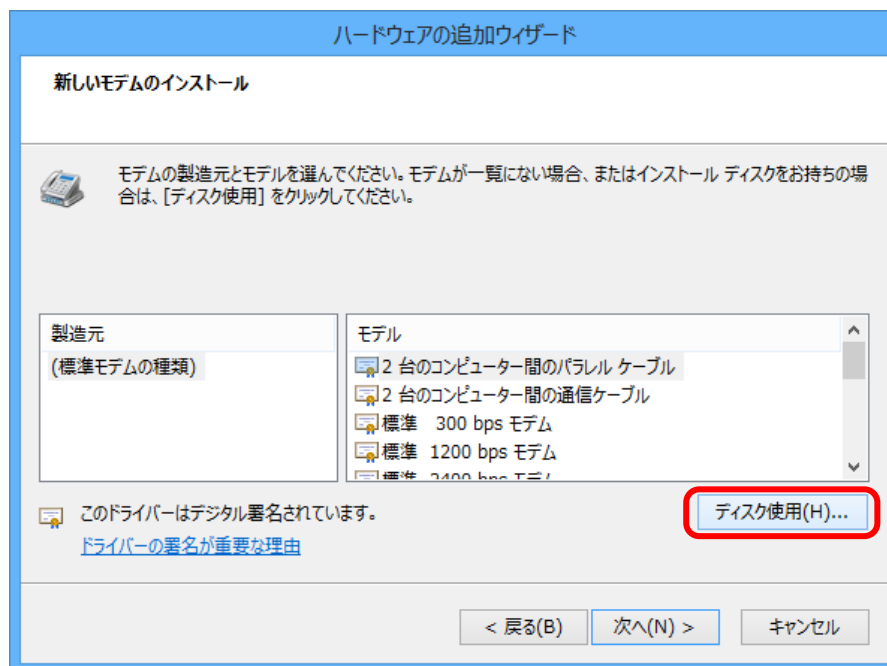 ハードウェアの追加ウィザード
新しいモデムのインストール
モデムの製造元とモデルを選んでください。モデムが一覧にない場合、またはインストール ディスクをお持ちの場
合は、[ディスク使用] をクリックしてください。
製造元
(標準モデムの種類)
モデル
2 台のコンピューター間のパラレル ケーブル
2 台のコンピューター間の通信ケーブル
標準 300 bps モデム
標準 1200 bps モデム
標準 2400 bps モデム
このドライバーはデジタル署名されています。
ドライバーの署名が重要な理由
ディスク使用(H)...
< 戻る(B)
次へ(N) >
キャンセル